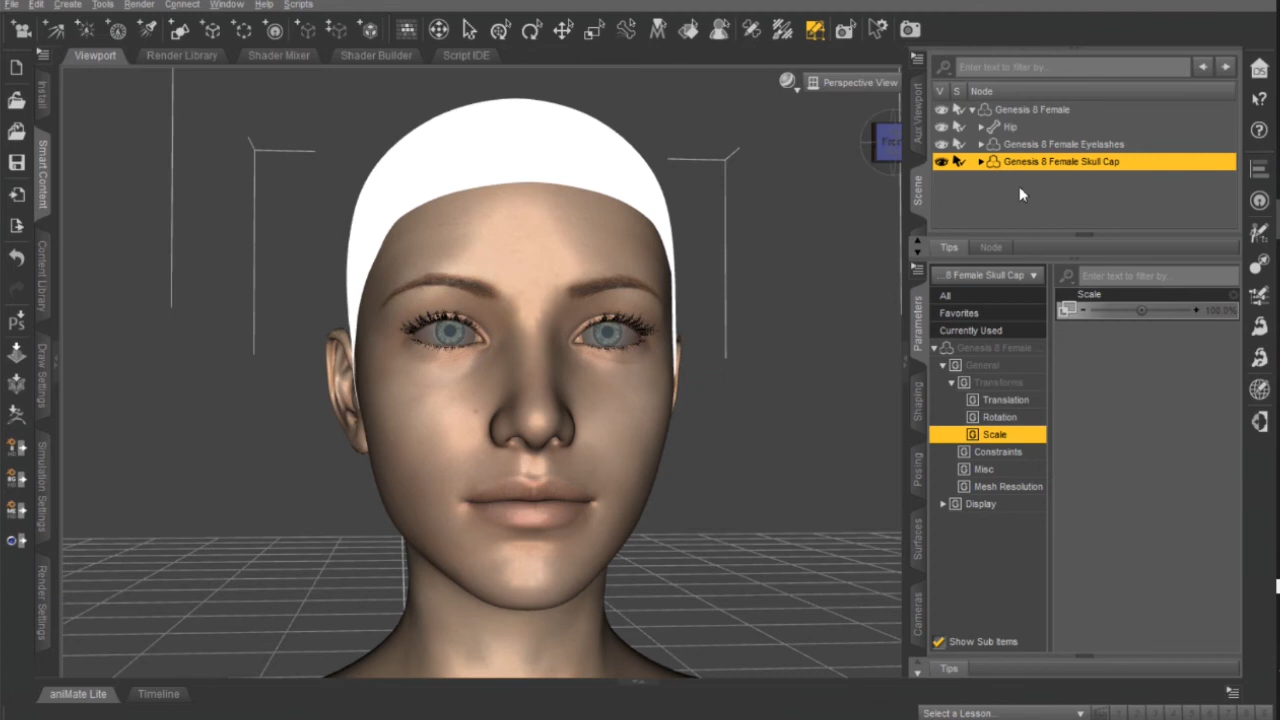 File Edit Create Tools Render Connect Window Help Scripts
Viewport Render Library Shader Mixer Shader Builder Script IDE
Perspective View
Install
Smart Content
Content Library
Draw Settings
Simulation Settings
Render Settings
Aux Viewport
Scene
Enter text to filter by...
V S Node
Genesis 8 Female
Hip
Genesis 8 Female Eyelashes
Genesis 8 Female Skull Cap
Tips Node
Parameters
Shaping
Posing
Surfaces
Cameras
...8 Female Skull Cap
Enter text to filter by...
All
Favorites
Currently Used
Genesis 8 Female ...
General
Transforms
Translation
Rotation
Scale
Constraints
Misc
Mesh Resolution
Display
Scale
100.0%
Show Sub Items
Tips
aniMate Lite Timeline
Select a Lesson...